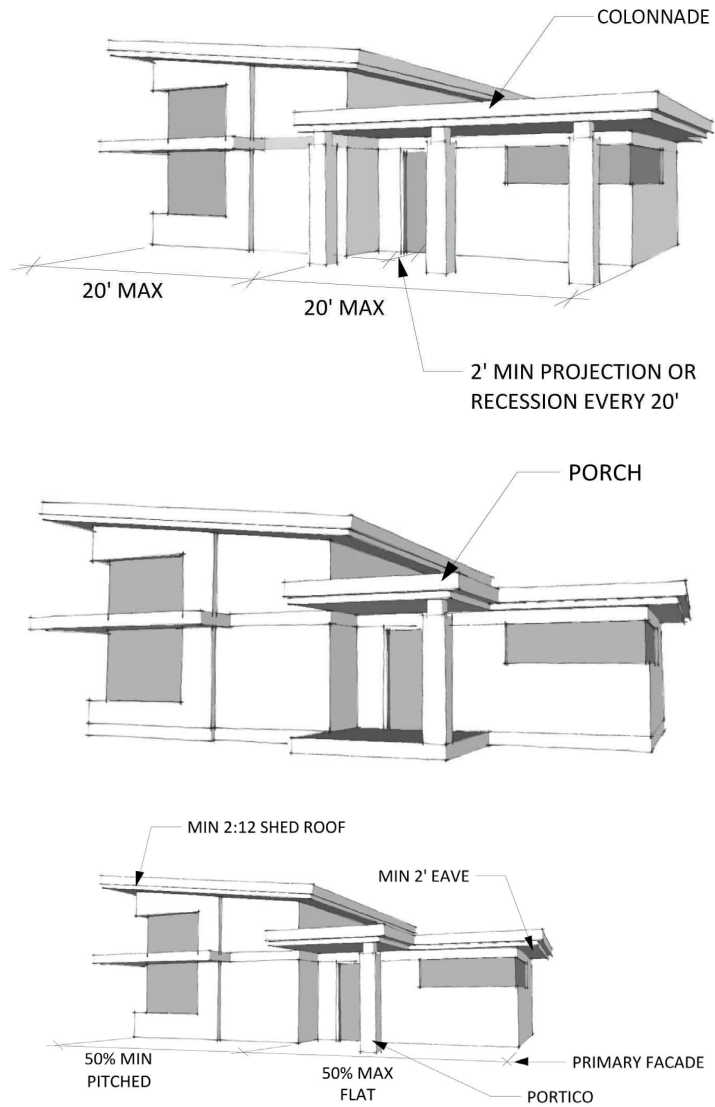 COLONNADE
20' MAX
20' MAX
2' MIN PROJECTION OR
RECESSION EVERY 20'
PORCH
MIN 2:12 SHED ROOF
MIN 2' EAVE
50% MIN
PITCHED
50% MAX
FLAT
PRIMARY FACADE
PORTICO